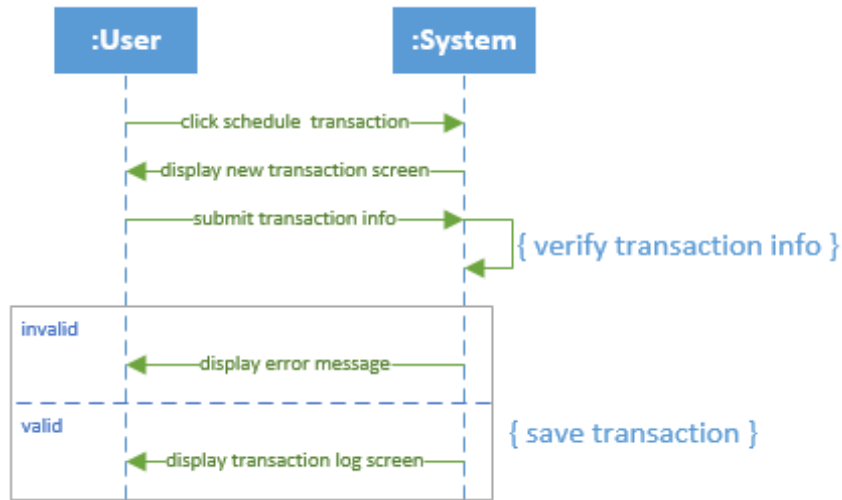 :User
:System
click schedule transaction
display new transaction screen
submit transaction info
{ verify transaction info }
invalid
display error message
valid
{ save transaction }
display transaction log screen